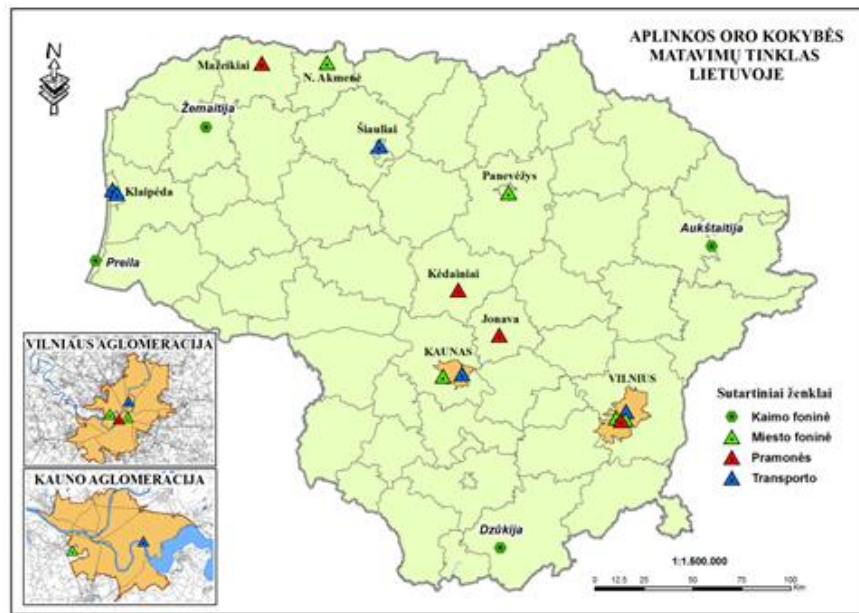 APLINKOS ORO KOKYBĖS
MATAVIMŲ TINKLAS
LIETUVOJE
N
Mažeikiai
N. Akmenė
Žemaitija
Šiauliai
Klaipėda
Panevėžys
Aukštaitija
Preila
Kėdainiai
Jonava
KAUNAS
VILNIUS
Dzūkija
VILNIAUS AGLOMERACIJA
KAUNO AGLOMERACIJA
Sutartiniai ženklai
Kaimo foninė
Miesto foninė
Pramonės
Transporto
1:1.500.000
0 12.5 25 50 75 100
Km